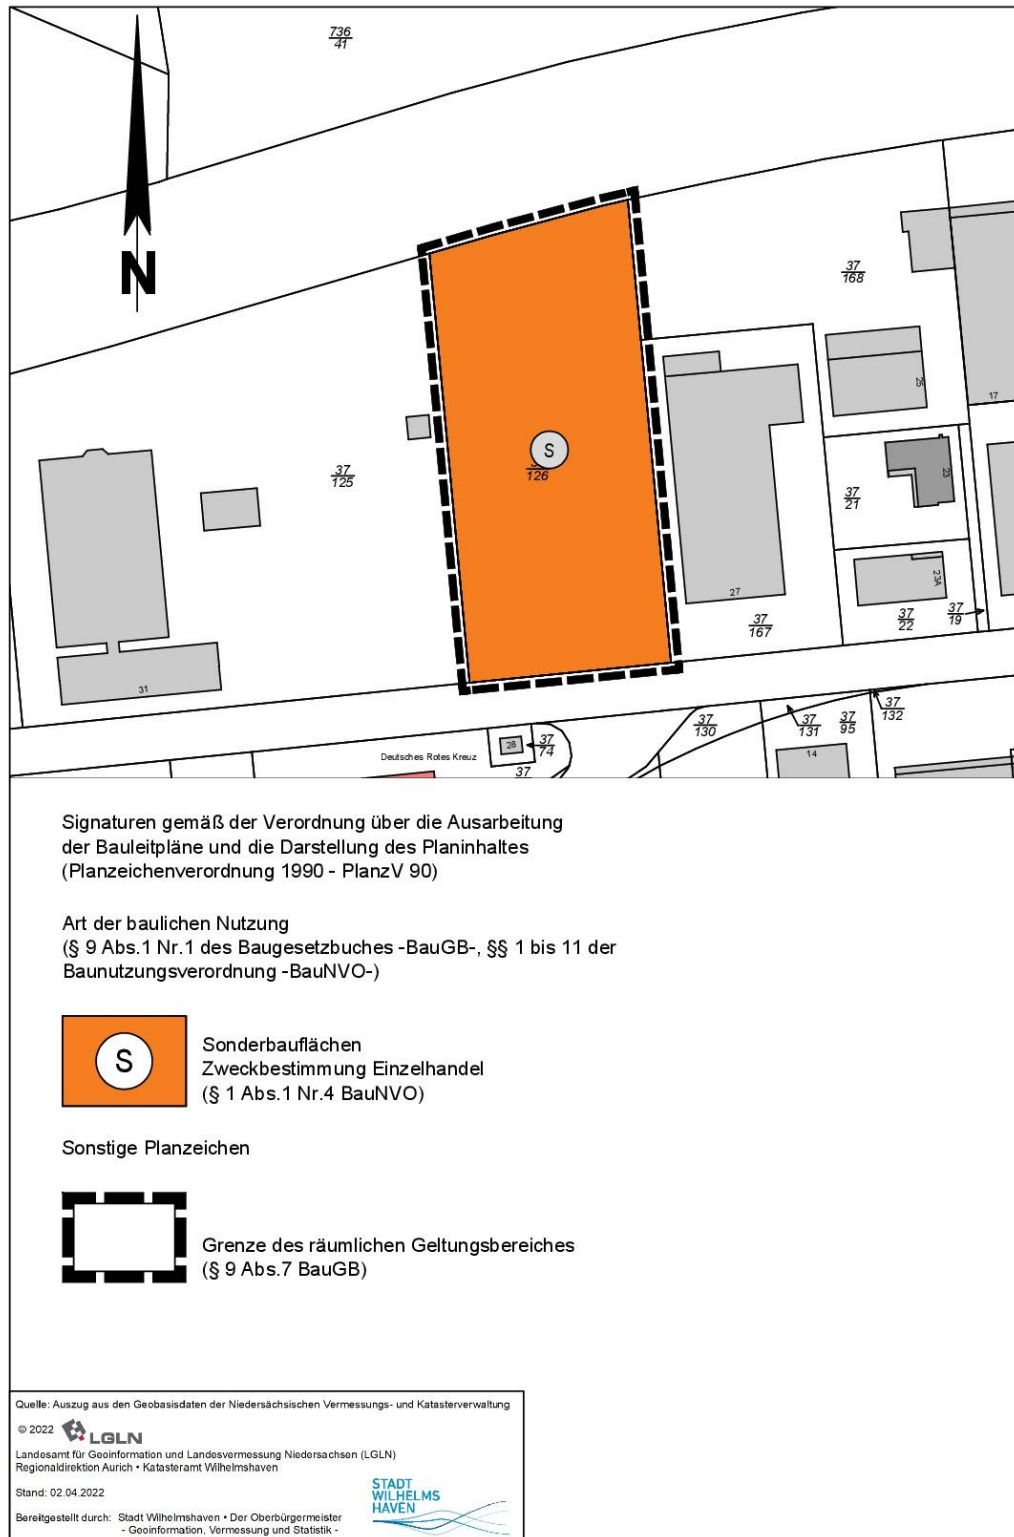 736
41
N
37
168
25
17
S
126
37
125
37
21
23
23A
27
37
167
37
22
37
19
31
37
130
37
131
37
95
37
132
14
28
37
74
37
Deutsches Rotes Kreuz
Signaturen gemäß der Verordnung über die Ausarbeitung
der Bauleitpläne und die Darstellung des Planinhaltes
(Planzeichenverordnung 1990 - PlanzV 90)
Art der baulichen Nutzung
(§ 9 Abs.1 Nr.1 des Baugesetzbuches -BauGB-, §§ 1 bis 11 der
Baunutzungsverordnung -BauNVO-)
S
Sonderbauflächen
Zweckbestimmung Einzelhandel
(§ 1 Abs.1 Nr.4 BauNVO)
Sonstige Planzeichen
Grenze des räumlichen Geltungsbereiches
(§ 9 Abs.7 BauGB)
Quelle: Auszug aus den Geobasisdaten der Niedersächsischen Vermessungs- und Katasterverwaltung
© 2022 LGLN
Landesamt für Geoinformation und Landesvermessung Niedersachsen (LGLN)
Regionaldirektion Aurich • Katasteramt Wilhelmshaven
Stand: 02.04.2022
STADT
WILHELMS
HAVEN
Bereitgestellt durch: Stadt Wilhelmshaven • Der Oberbürgermeister
- Geoinformation, Vermessung und Statistik -